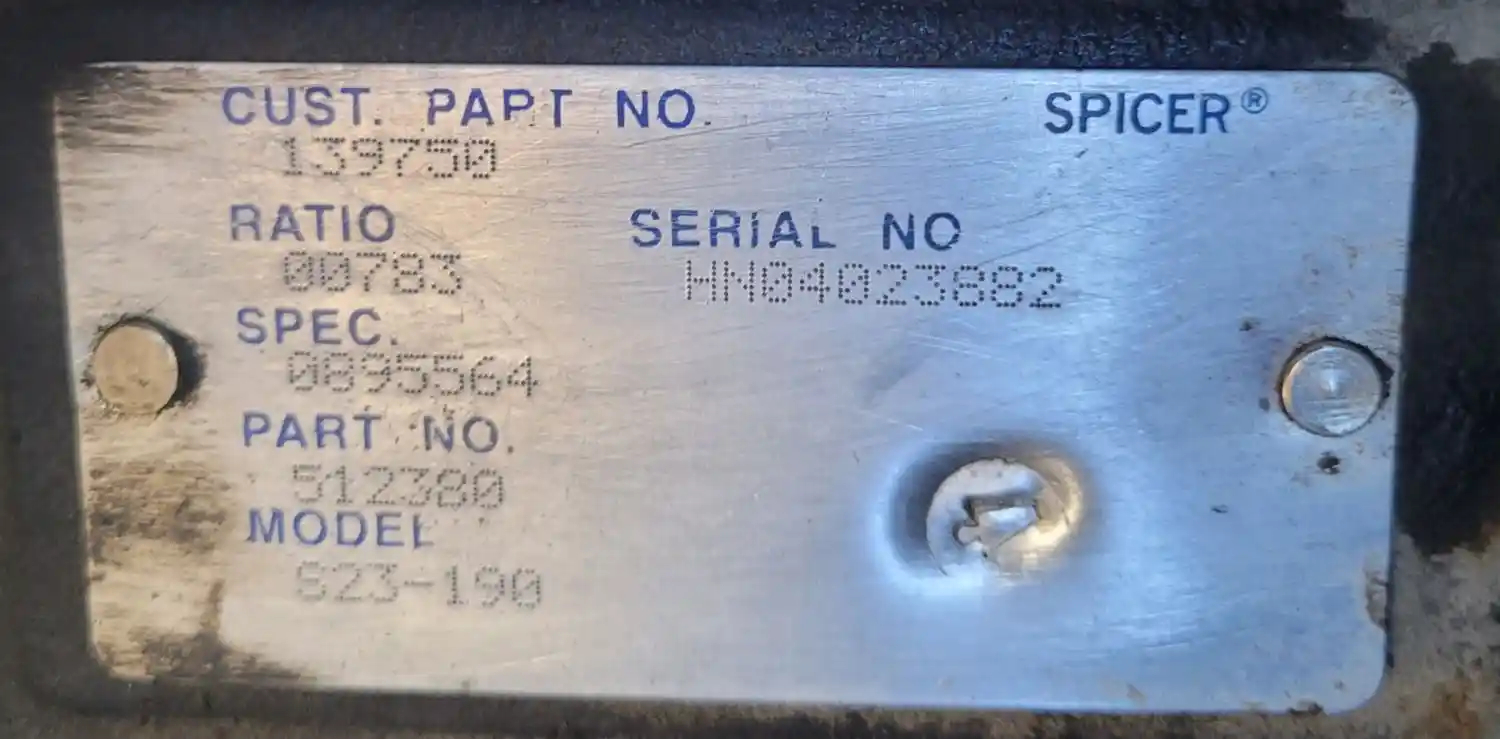 CUST. PART NO.
SPICER®
139750
RATIO
SERIAL NO
00783
HN04023882
SPEC.
0895564
PART NO.
512380
MODEL
S23-190